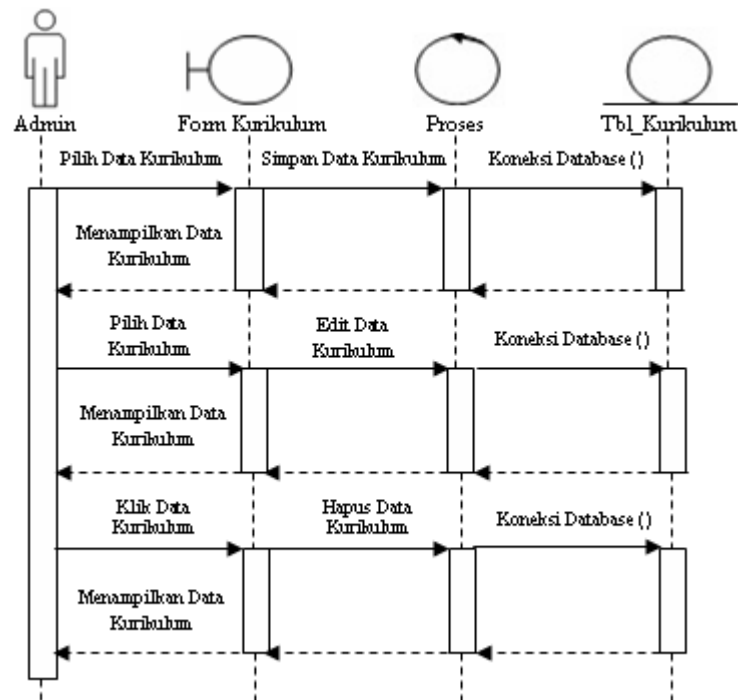 Admin
Form Kurikulum
Proses
Tbl_Kurikulum
Pilih Data Kurikulum
Simpan Data Kurikulum
Koneksi Database ()
Menampilkan Data
Kurikulum
Pilih Data
Kurikulum
Edit Data
Kurikulum
Koneksi Database ()
Menampilkan Data
Kurikulum
Klik Data
Kurikulum
Hapus Data
Kurikulum
Koneksi Database ()
Menampilkan Data
Kurikulum